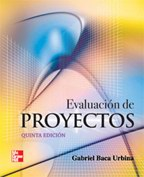 Evaluación de
PROYECTOS
QUINTA EDICIÓN
Gabriel Baca Urbina